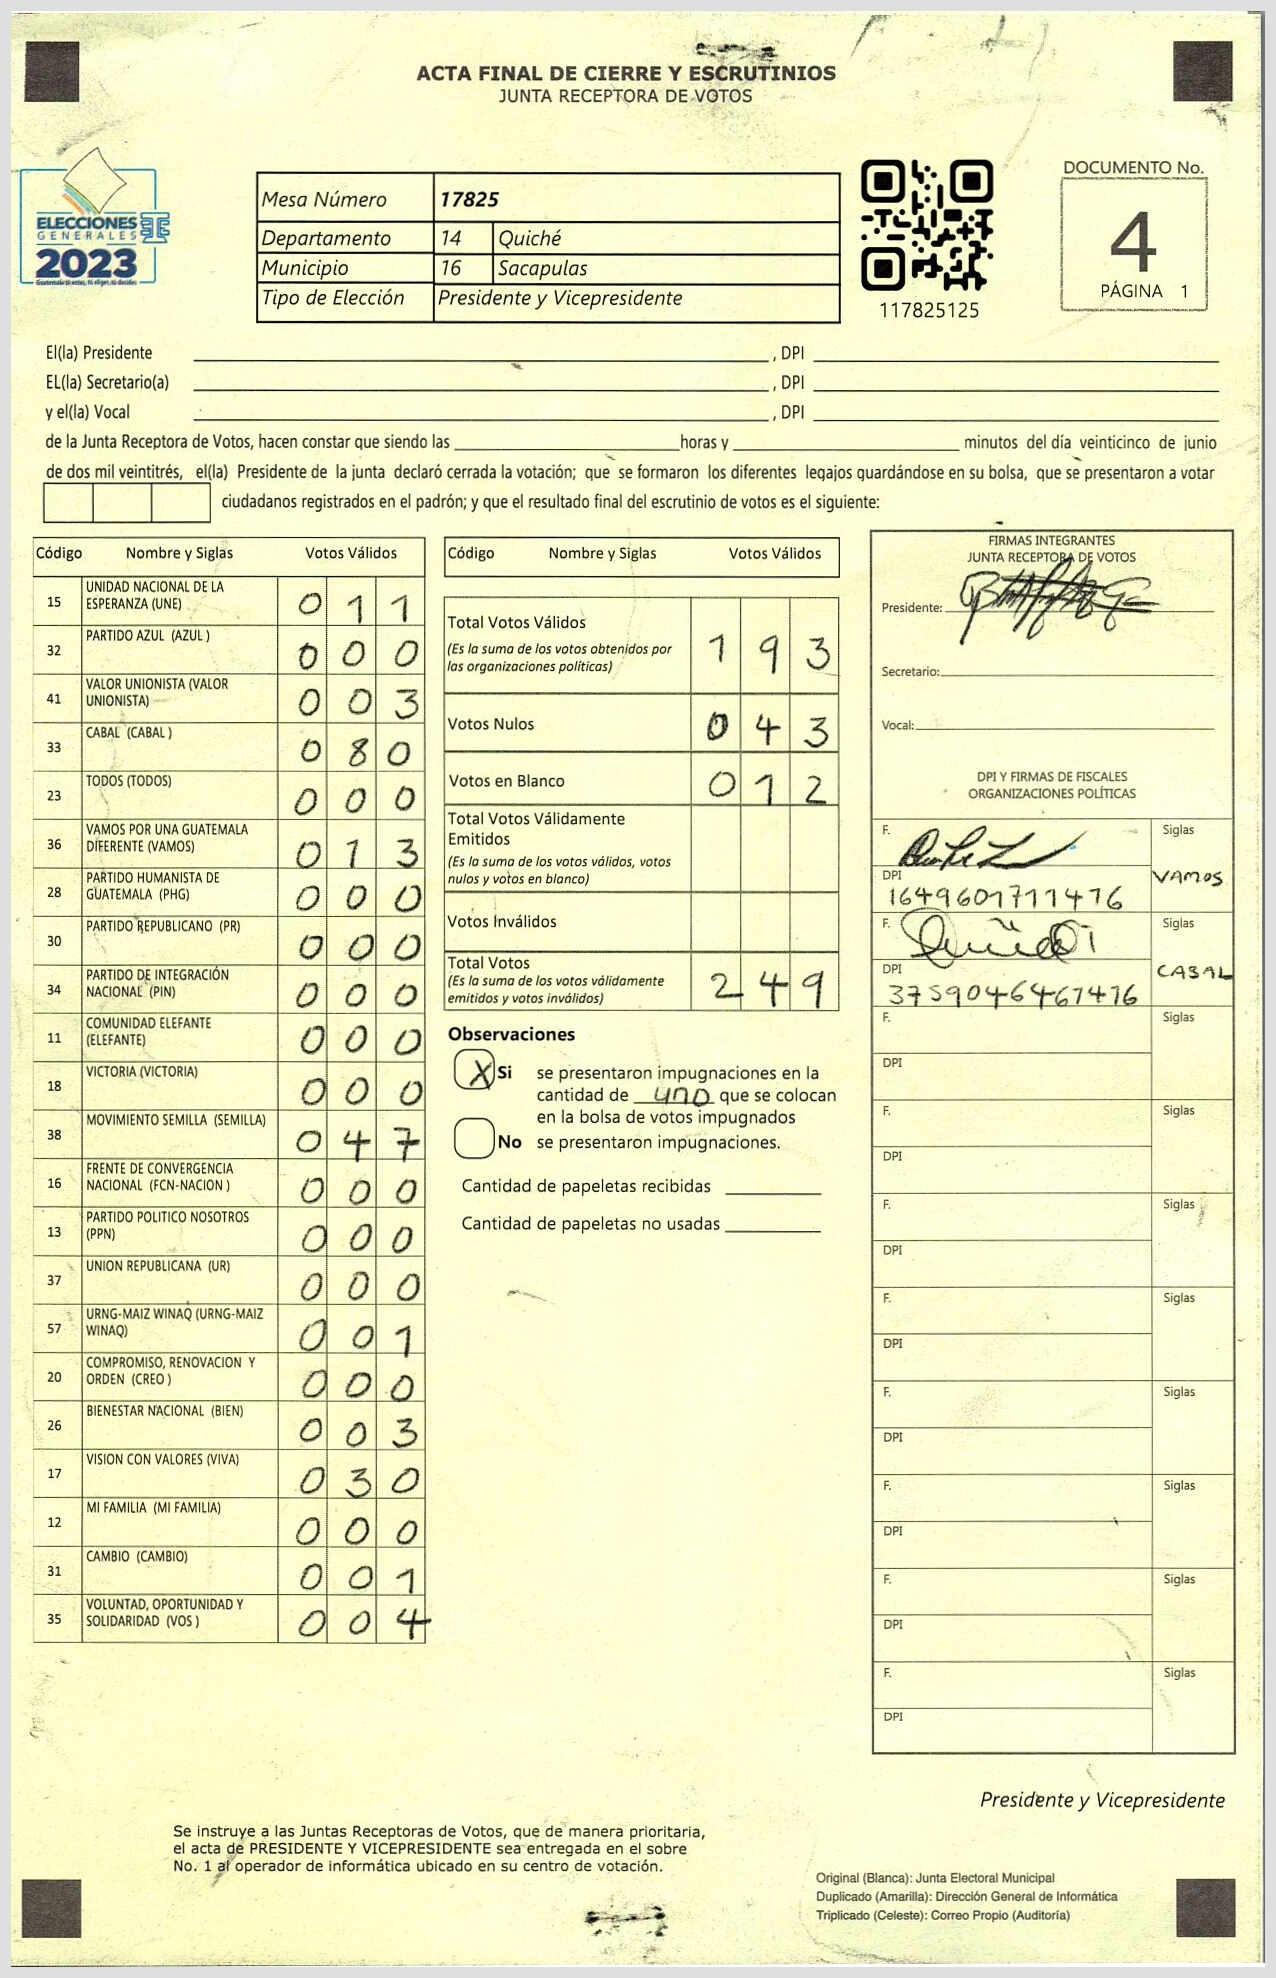 ACTA FINAL DE CIERRE Y ESCRUTINIOS
JUNTA RECEPTORA DE VOTOS
ELECCIONES
GENERALES
2023
Mesa Número 17825
Departamento 14 Quiché
Municipio 16 Sacapulas
Tipo de Elección Presidente y Vicepresidente
117825125
DOCUMENTO No.
4
PÁGINA 1
El(la) Presidente , DPI
EL(la) Secretario(a) , DPI
y el(la) Vocal , DPI
de la Junta Receptora de Votos, hacen constar que siendo las horas y minutos del día veinticinco de junio
de dos mil veintitrés, el(la) Presidente de la junta declaró cerrada la votación; que se formaron los diferentes legajos guardándose en su bolsa, que se presentaron a votar
ciudadanos registrados en el padrón; y que el resultado final del escrutinio de votos es el siguiente:
Código Nombre y Siglas Votos Válidos
15 UNIDAD NACIONAL DE LA ESPERANZA (UNE) 0 1 1
32 PARTIDO AZUL (AZUL ) 0 0 0
41 VALOR UNIONISTA (VALOR UNIONISTA) 0 0 3
33 CABAL (CABAL ) 0 8 0
23 TODOS (TODOS) 0 0 0
36 VAMOS POR UNA GUATEMALA DIFERENTE (VAMOS) 0 1 3
28 PARTIDO HUMANISTA DE GUATEMALA (PHG) 0 0 0
30 PARTIDO REPUBLICANO (PR) 0 0 0
34 PARTIDO DE INTEGRACIÓN NACIONAL (PIN) 0 0 0
11 COMUNIDAD ELEFANTE (ELEFANTE) 0 0 0
18 VICTORIA (VICTORIA) 0 0 0
38 MOVIMIENTO SEMILLA (SEMILLA) 0 4 7
16 FRENTE DE CONVERGENCIA NACIONAL (FCN-NACION ) 0 0 0
13 PARTIDO POLITICO NOSOTROS (PPN) 0 0 0
37 UNION REPUBLICANA (UR) 0 0 0
57 URNG-MAIZ WINAQ (URNG-MAIZ WINAQ) 0 0 1
20 COMPROMISO, RENOVACION Y ORDEN (CREO ) 0 0 0
26 BIENESTAR NACIONAL (BIEN) 0 0 3
17 VISION CON VALORES (VIVA) 0 3 0
12 MI FAMILIA (MI FAMILIA) 0 0 0
31 CAMBIO (CAMBIO) 0 0 1
35 VOLUNTAD, OPORTUNIDAD Y SOLIDARIDAD (VOS ) 0 0 4
Código Nombre y Siglas Votos Válidos
Total Votos Válidos 1 9 3
(Es la suma de los votos obtenidos por
las organizaciones políticas)
Votos Nulos 0 4 3
Votos en Blanco 0 1 2
Total Votos Válidamente
Emitidos
(Es la suma de los votos válidos, votos
nulos y votos en blanco)
Votos Inválidos
Total Votos 2 4 9
(Es la suma de los votos válidamente
emitidos y votos inválidos)
Observaciones
X Si se presentaron impugnaciones en la
cantidad de uno que se colocan
en la bolsa de votos impugnados
No se presentaron impugnaciones.
Cantidad de papeletas recibidas
Cantidad de papeletas no usadas
FIRMAS INTEGRANTES
JUNTA RECEPTORA DE VOTOS
Presidente:
Secretario:
Vocal:
DPI Y FIRMAS DE FISCALES
ORGANIZACIONES POLÍTICAS
F. Siglas
VAMOS
DPI
1649601711476
F. Siglas
CABAL
DPI
3759046461416
F. Siglas
DPI
F. Siglas
DPI
F. Siglas
DPI
F. Siglas
DPI
F. Siglas
DPI
F. Siglas
DPI
F. Siglas
DPI
F. Siglas
DPI
Presidente y Vicepresidente
Se instruye a las Juntas Receptoras de Votos, que de manera prioritaria,
el acta de PRESIDENTE Y VICEPRESIDENTE sea entregada en el sobre
No. 1 al operador de informática ubicado en su centro de votación.
Original (Blanca): Junta Electoral Municipal
Duplicado (Amarilla): Dirección General de Informática
Triplicado (Celeste): Correo Propio (Auditoría)